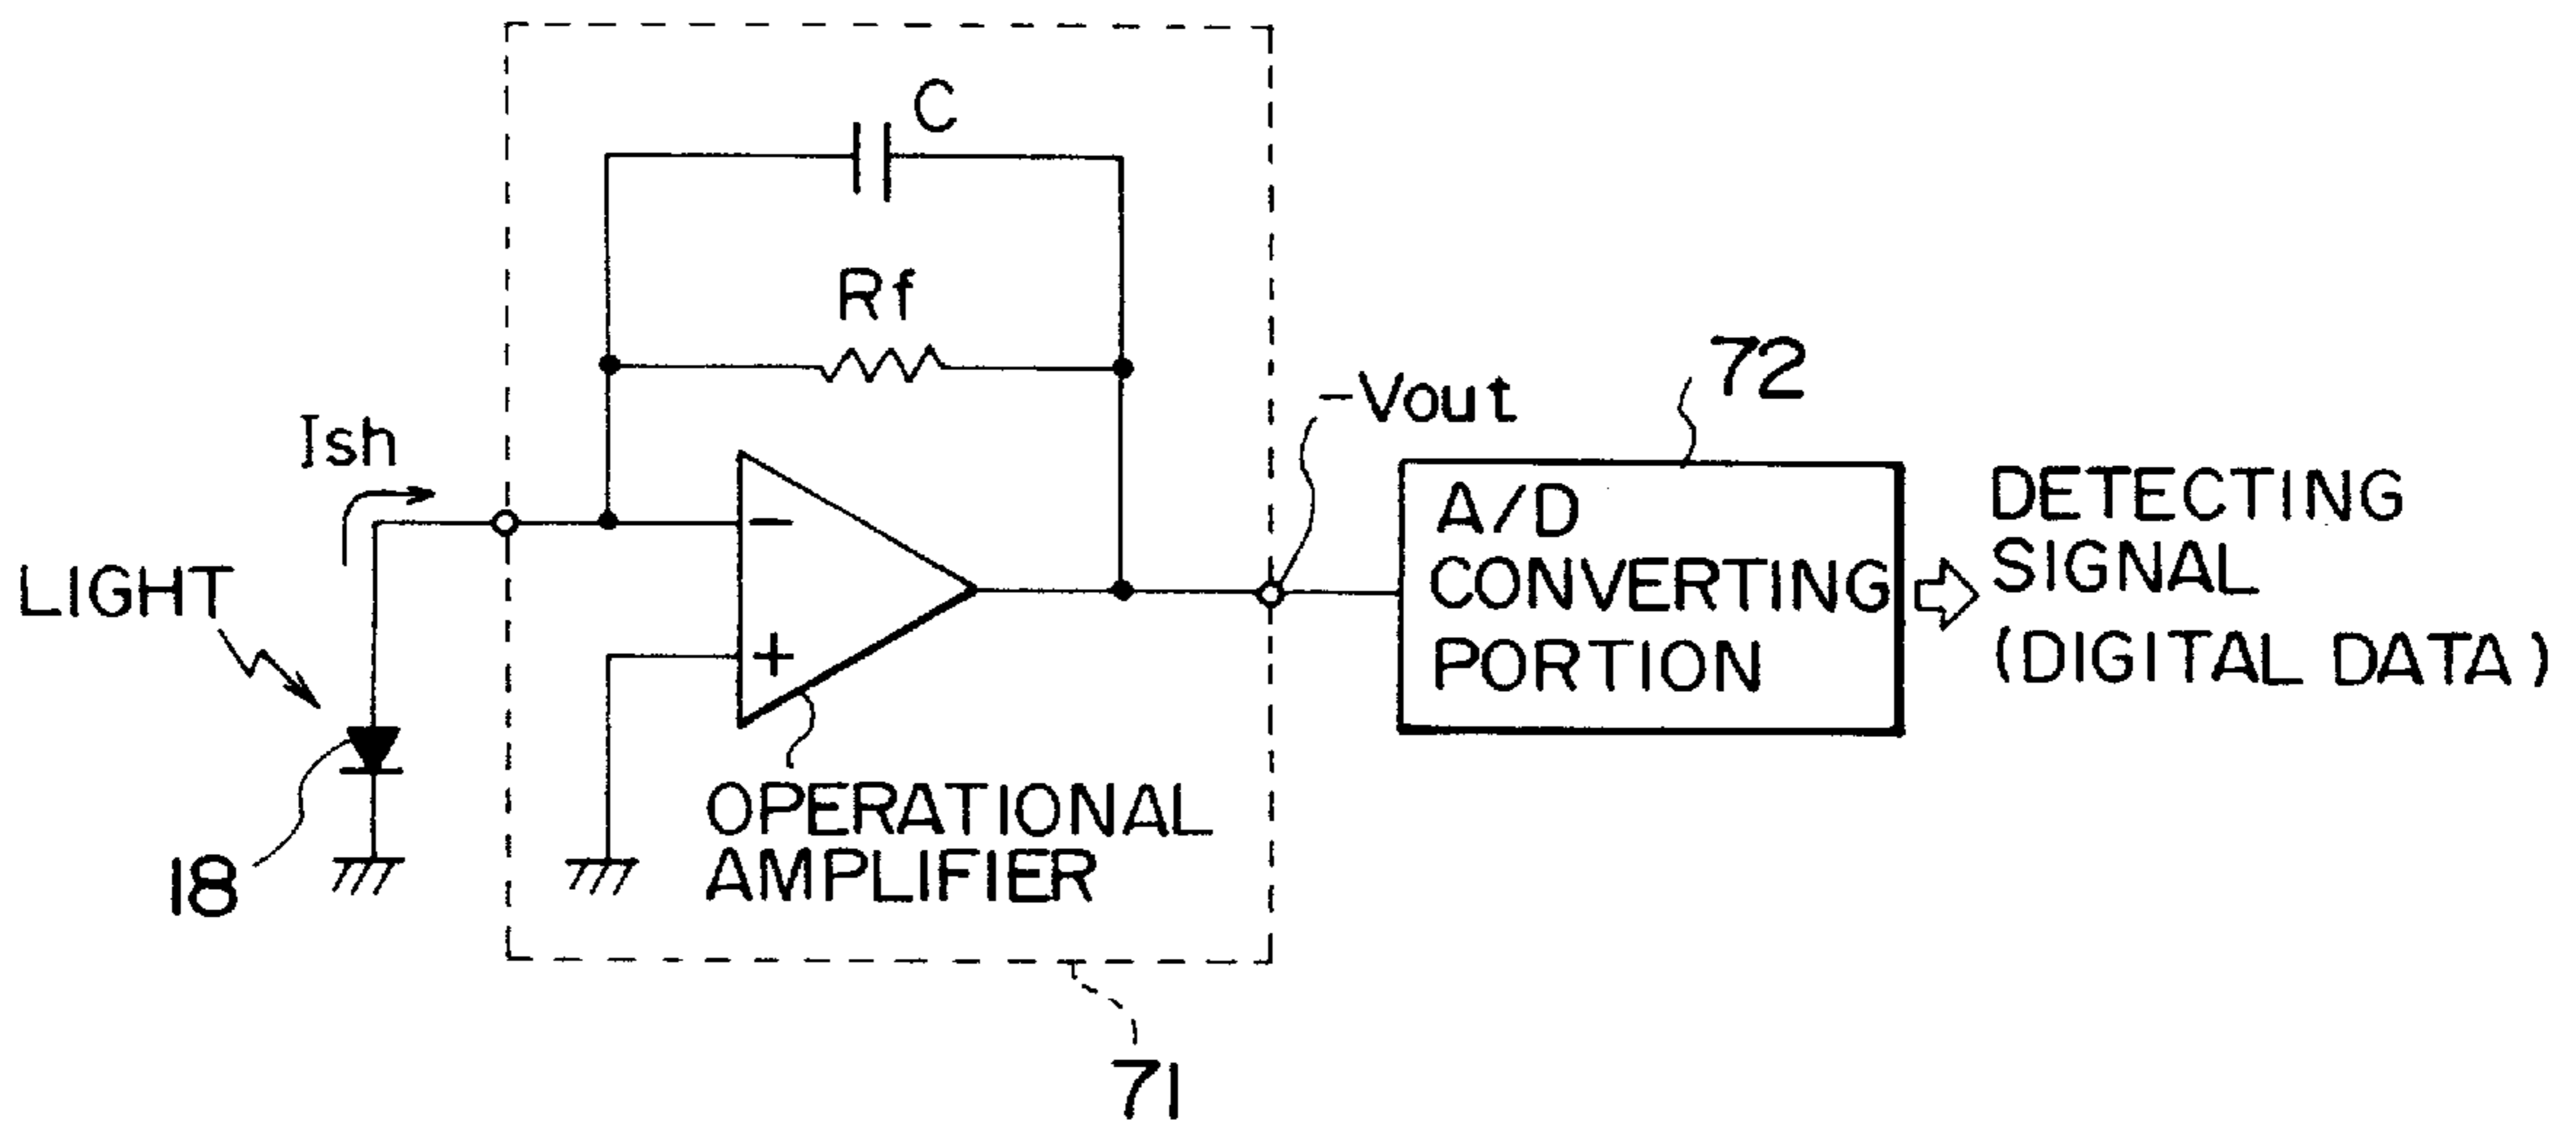 C
Rf
72
-Vout
Ish
-
A/D
CONVERTING
PORTION
DETECTING
SIGNAL
(DIGITAL DATA)
LIGHT
+
OPERATIONAL
AMPLIFIER
18
71